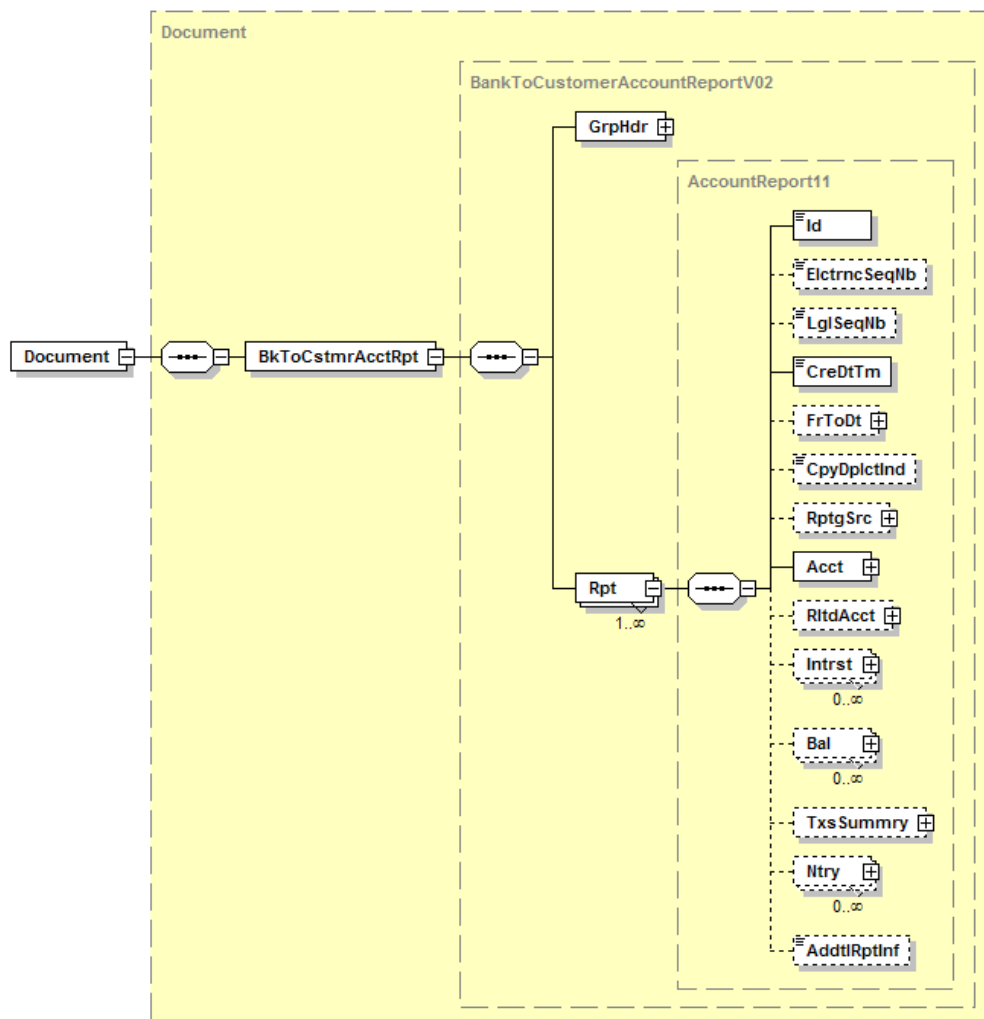 Document
BankToCustomerAccountReportV02
GrpHdr
AccountReport11
Id
ElctrncSeqNb
LglSeqNb
Document
BkToCstmrAcctRpt
CreDtTm
FrToDt
CpyDplctInd
RptgSrc
Rpt
1..∞
Acct
RltdAcct
Intrst
0..∞
Bal
0..∞
TxsSummry
Ntry
0..∞
AddtlRptInf